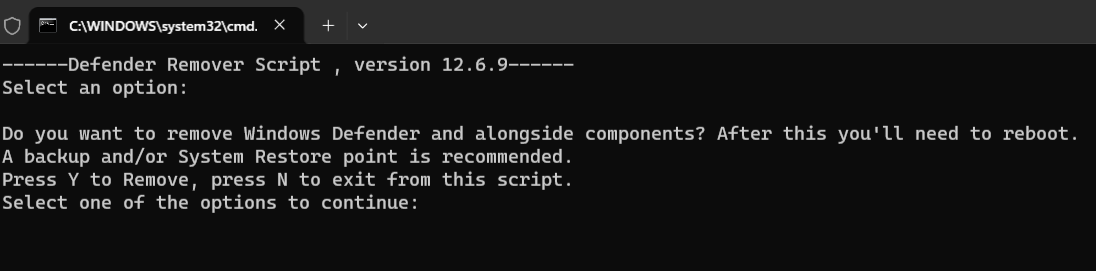 C:\WINDOWS\system32\cmd.
------Defender Remover Script , version 12.6.9------
Select an option:
Do you want to remove Windows Defender and alongside components? After this you'll need to reboot.
A backup and/or System Restore point is recommended.
Press Y to Remove, press N to exit from this script.
Select one of the options to continue: